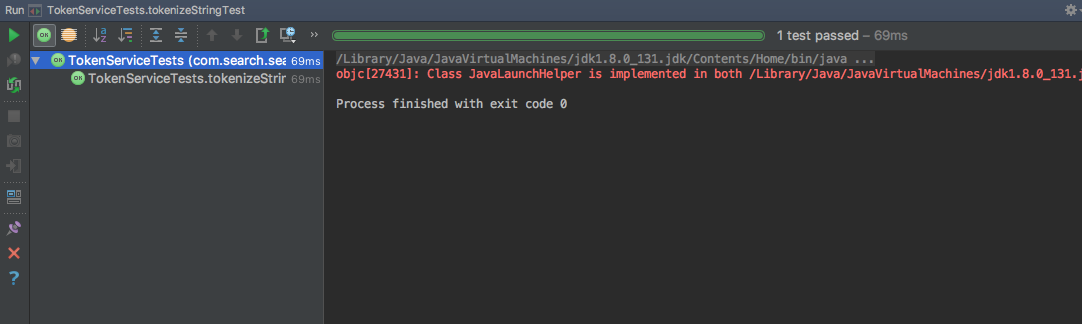 Run TokenServiceTests.tokenizeStringTest
1 test passed – 69ms
TokenServiceTests (com.search.sea 69ms
TokenServiceTests.tokenizeStrir 69ms
/Library/Java/JavaVirtualMachines/jdk1.8.0_131.jdk/Contents/Home/bin/java ...
objc[27431]: Class JavaLaunchHelper is implemented in both /Library/Java/JavaVirtualMachines/jdk1.8.0_131.j
Process finished with exit code 0